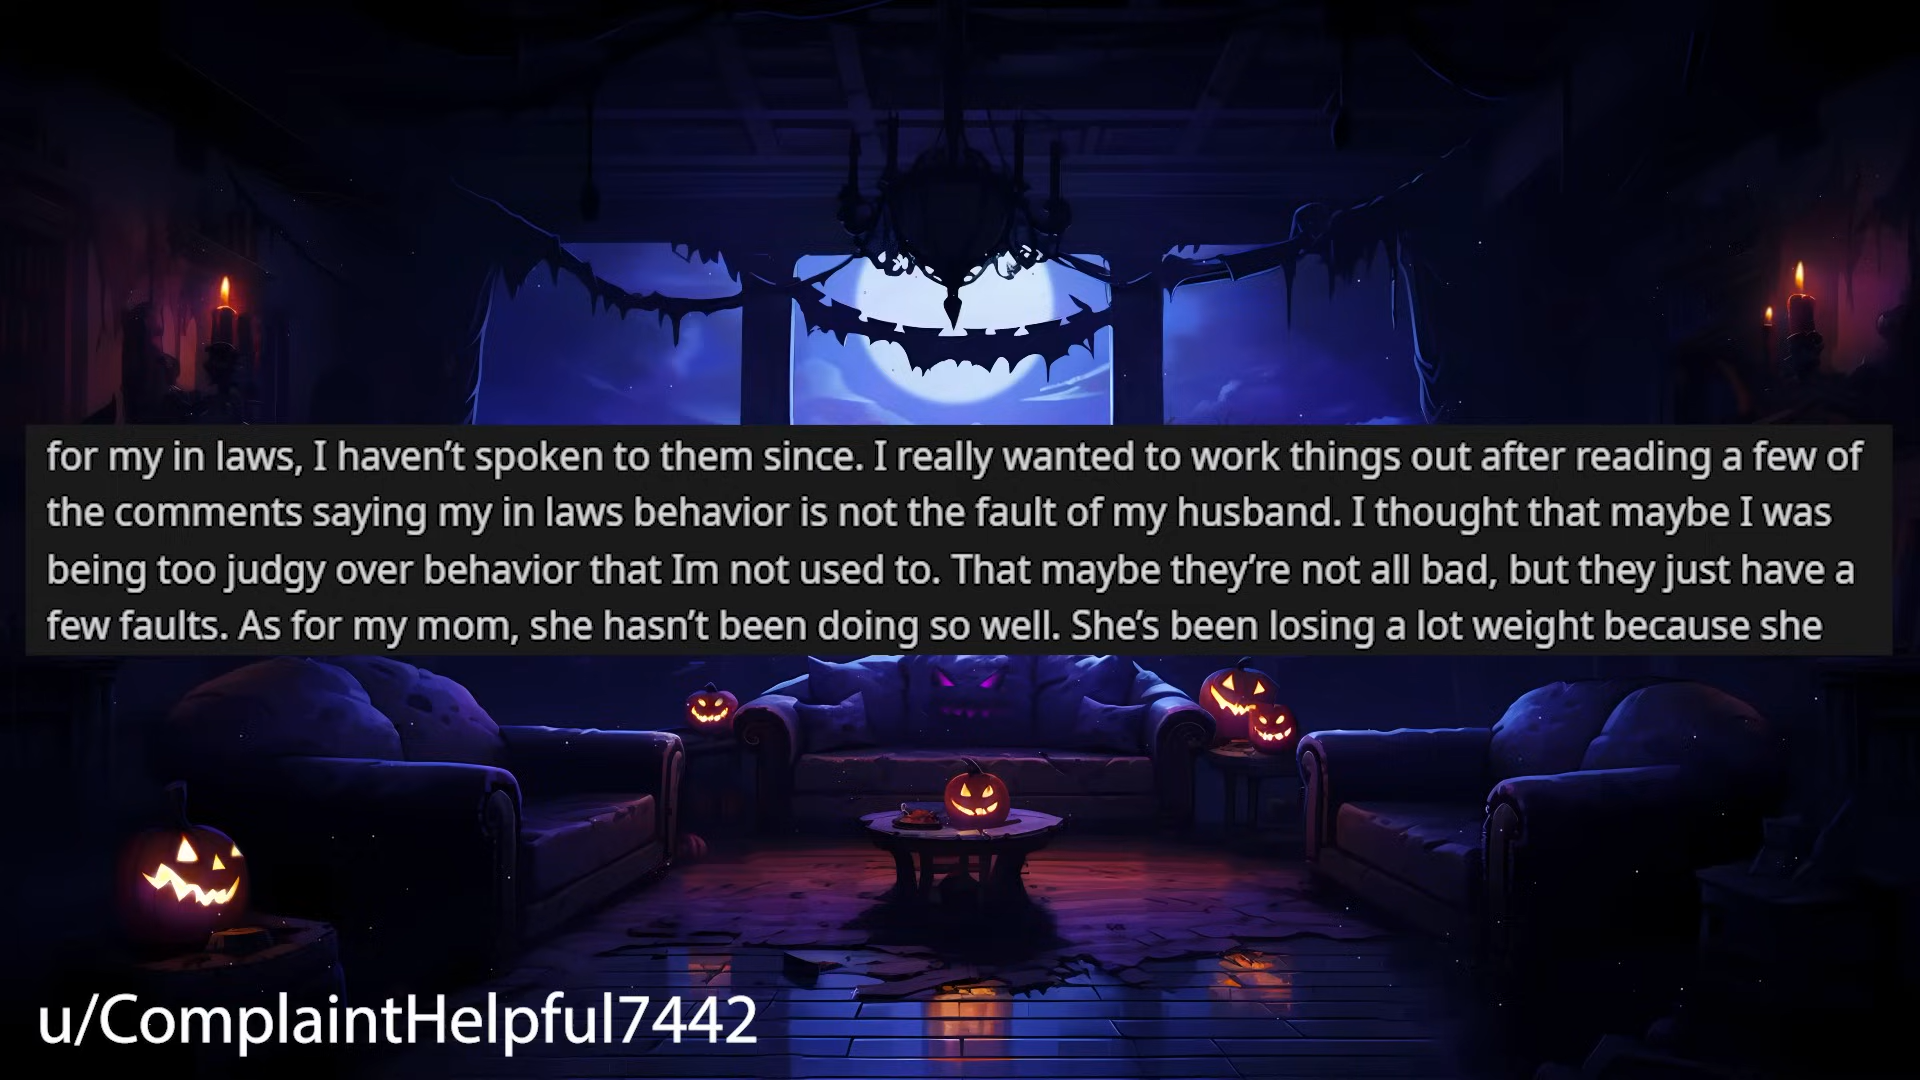 for my in laws, I haven’t spoken to them since. I really wanted to work things out after reading a few of
the comments saying my in laws behavior is not the fault of my husband. I thought that maybe I was
being too judgy over behavior that Im not used to. That maybe they’re not all bad, but they just have a
few faults. As for my mom, she hasn’t been doing so well. She’s been losing a lot weight because she
u/ComplaintHelpful7442